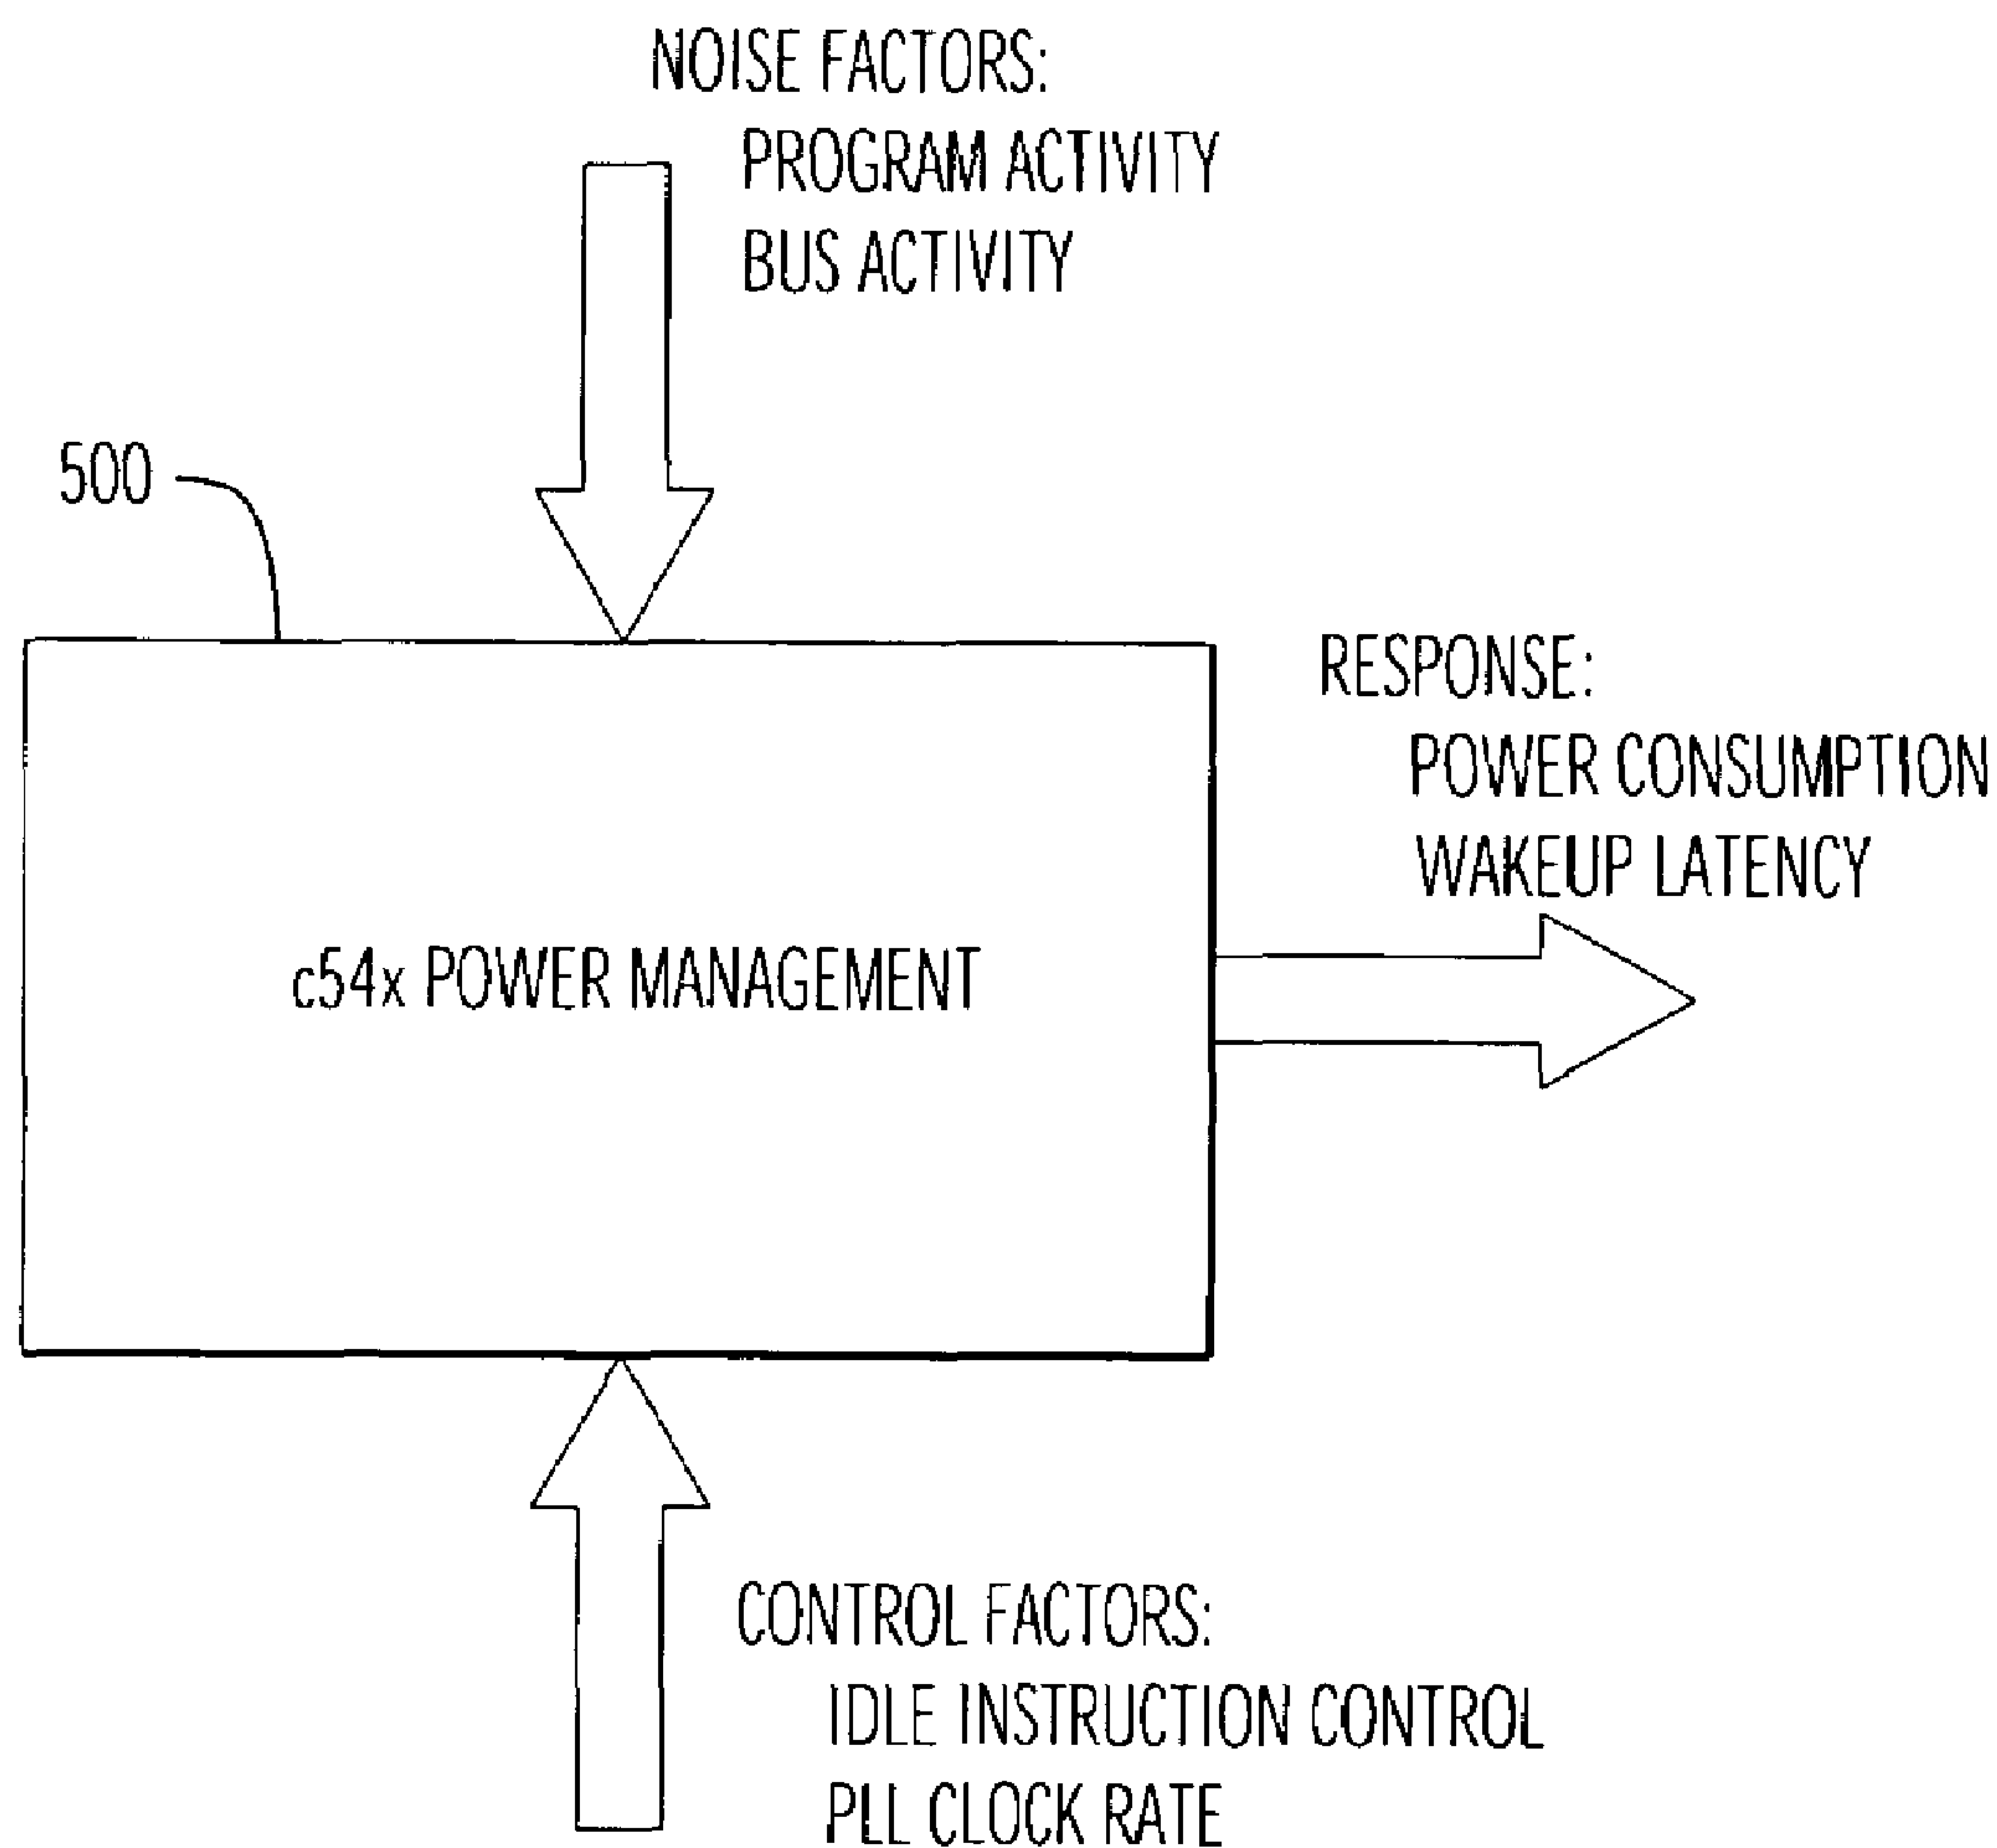 NOISE FACTORS:
PROGRAM ACTIVITY
BUS ACTIVITY
500
RESPONSE:
POWER CONSUMPTION
WAKEUP LATENCY
c54x POWER MANAGEMENT
CONTROL FACTORS:
IDLE INSTRUCTION CONTROL
PLL CLOCK RATE